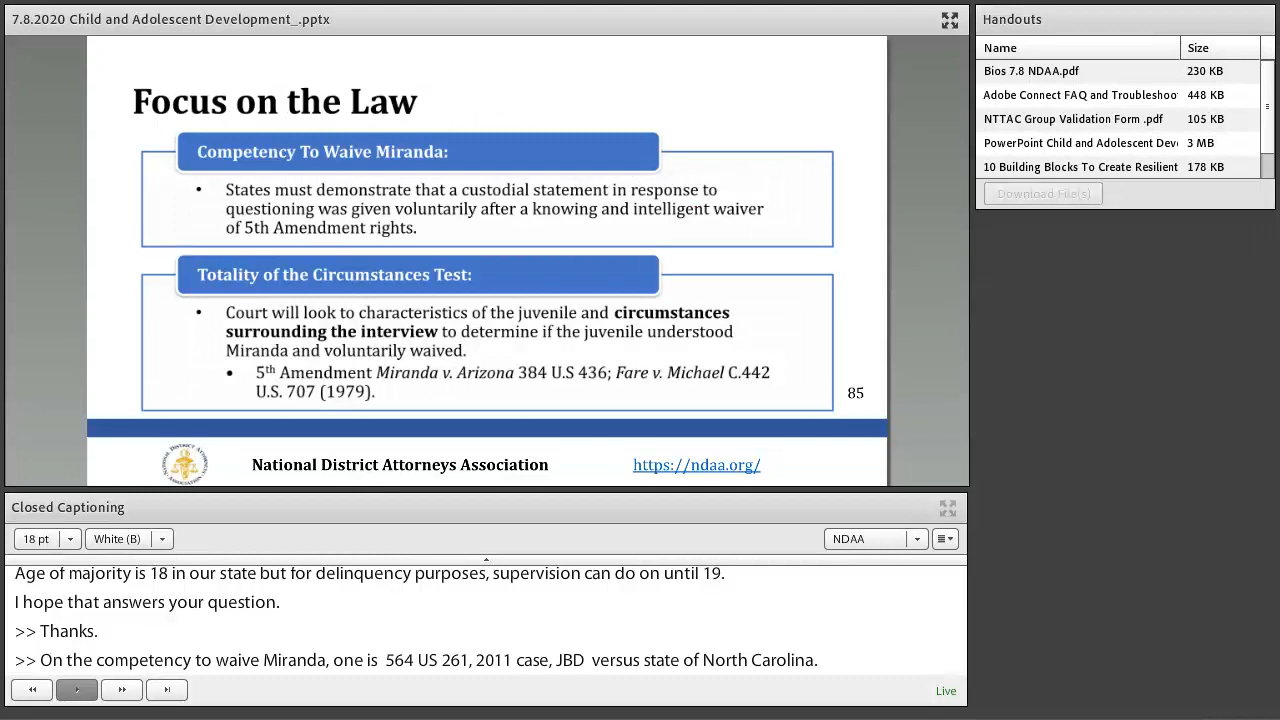 7.8.2020 Child and Adolescent Development_.pptx
Focus on the Law
Competency To Waive Miranda:
• States must demonstrate that a custodial statement in response to
questioning was given voluntarily after a knowing and intelligent waiver
of 5th Amendment rights.
Totality of the Circumstances Test:
• Court will look to characteristics of the juvenile and circumstances
surrounding the interview to determine if the juvenile understood
Miranda and voluntarily waived.
• 5th Amendment Miranda v. Arizona 384 U.S 436; Fare v. Michael C.442
U.S. 707 (1979).
85
National District Attorneys Association
https://ndaa.org/
Handouts
Name Size
Bios 7.8 NDAA.pdf 230 KB
Adobe Connect FAQ and Troubleshoo 448 KB
NTTAC Group Validation Form .pdf 105 KB
PowerPoint Child and Adolescent Dev 3 MB
10 Building Blocks To Create Resilient 178 KB
Download File(s)
Closed Captioning
18 pt White (B) NDAA
Age of majority is 18 in our state but for delinquency purposes, supervision can do on until 19.
I hope that answers your question.
>> Thanks.
>> On the competency to waive Miranda, one is 564 US 261, 2011 case, JBD versus state of North Carolina.
Live